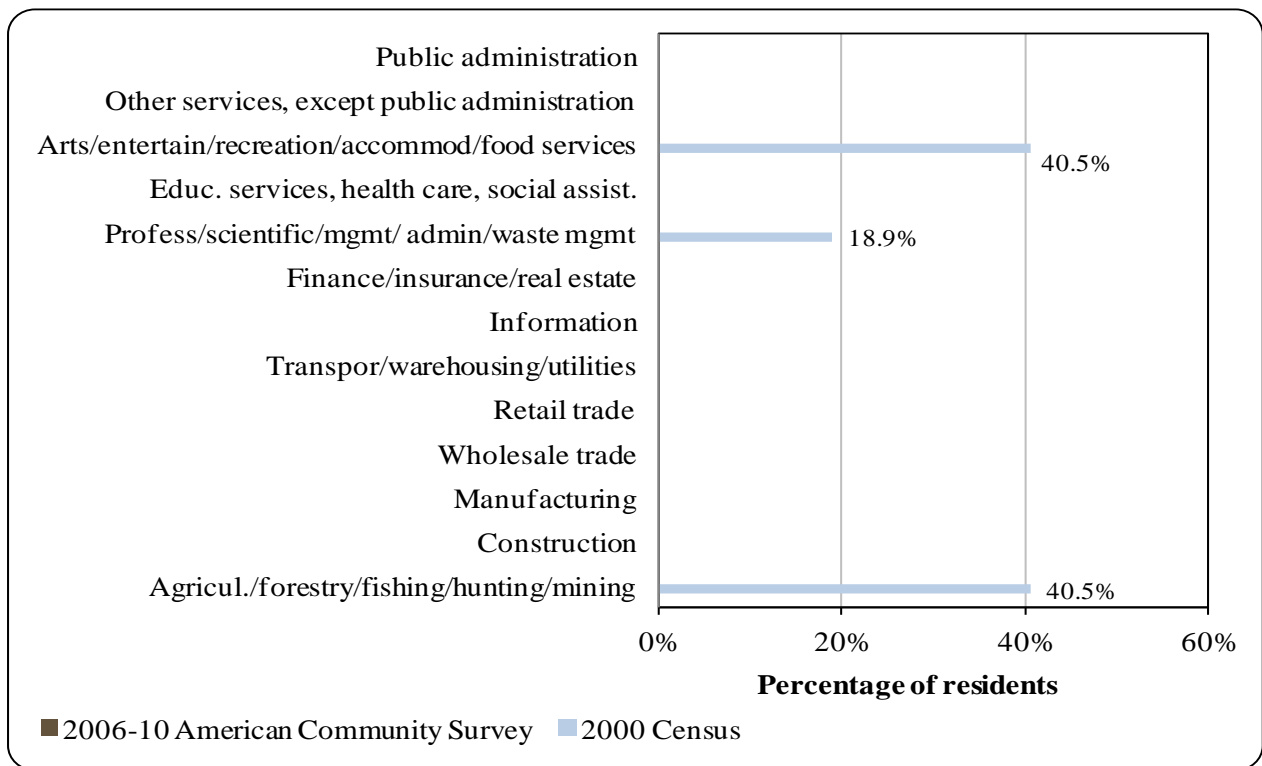 Public administration
Other services, except public administration
Arts/entertain/recreation/accommod/food services
40.5%
Educ. services, health care, social assist.
Profess/scientific/mgmt/ admin/waste mgmt
18.9%
Finance/insurance/real estate
Information
Transpor/warehousing/utilities
Retail trade
Wholesale trade
Manufacturing
Construction
Agricul./forestry/fishing/hunting/mining
40.5%
0%
20%
40%
60%
Percentage of residents
2006-10 American Community Survey
2000 Census